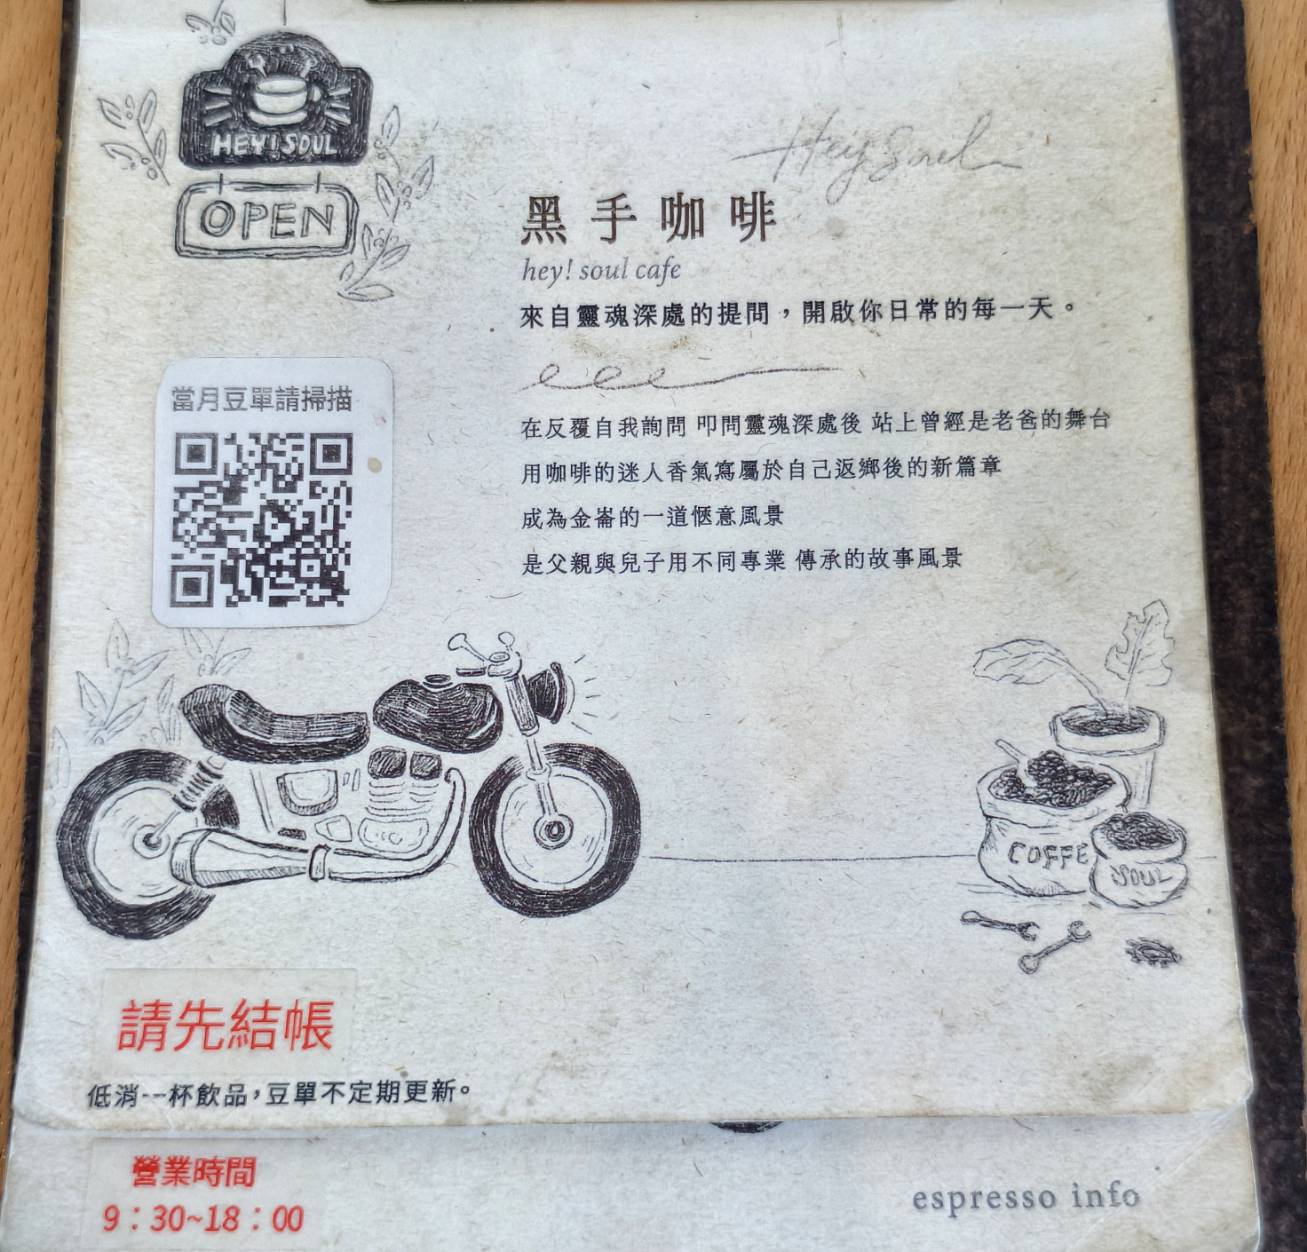 HEY! SOUL
OPEN
Hey Soul
黑手咖啡
hey! soul cafe
來自靈魂深處的提問，開啟你日常的每一天。
當月豆單請掃描
在反覆自我詢問 叩問靈魂深處後 站上曾經是老爸的舞台
用咖啡的迷人香氣寫屬於自己返鄉後的新篇章
成為金崙的一道愜意風景
是父親與兒子用不同專業 傳承的故事風景
COFFE
SOUL
請先結帳
低消一杯飲品，豆單不定期更新。
營業時間
9：30~18：00
espresso info